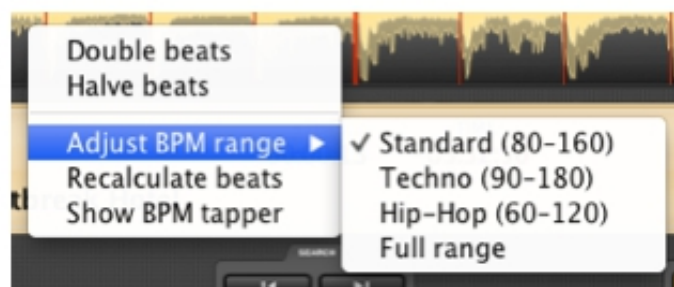 Double beats
Halve beats
Adjust BPM range
Recalculate beats
Show BPM tapper
✓ Standard (80-160)
Techno (90-180)
Hip-Hop (60-120)
Full range
SEARCH